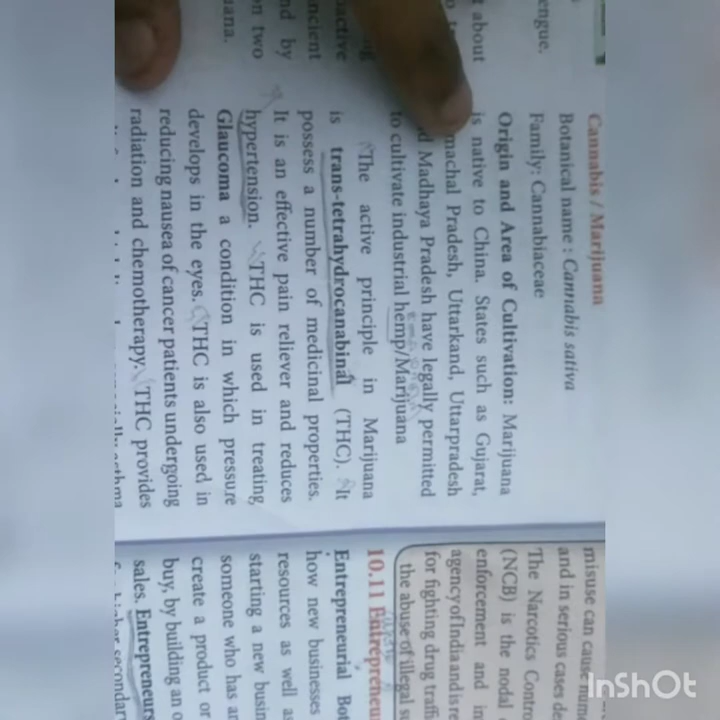 engue.
t about
active
ncient
nd by
n two
uana.
Cannabis / Marijuana
Botanical name : Cannabis sativa
Family: Cannabiaceae
Origin and Area of Cultivation: Marijuana
is native to China. States such as Gujarat,
machal Pradesh, Uttarkand, Uttarpradesh
d Madhaya Pradesh have legally permitted
to cultivate industrial hemp/Marijuana
The active principle in Marijuana
is trans-tetrahydrocanabinal (THC). It
possess a number of medicinal properties.
It is an effective pain reliever and reduces
hypertension. THC is used in treating
Glaucoma a condition in which pressure
develops in the eyes. THC is also used in
reducing nausea of cancer patients undergoing
radiation and chemotherapy. THC provides
misuse can cause
and in serious cases de
The Narcotics Contro
(NCB) is the nodal
enforcement and in
agency of India and is re
for fighting drug traffi
the abuse of illegal su
10.11 Entrepreneu
Entrepreneurial Bot
how new businesses
resources as well as
starting a new busin
someone who has an
create a product or
buy, by building an o
sales. Entrepreneurs
InShOt